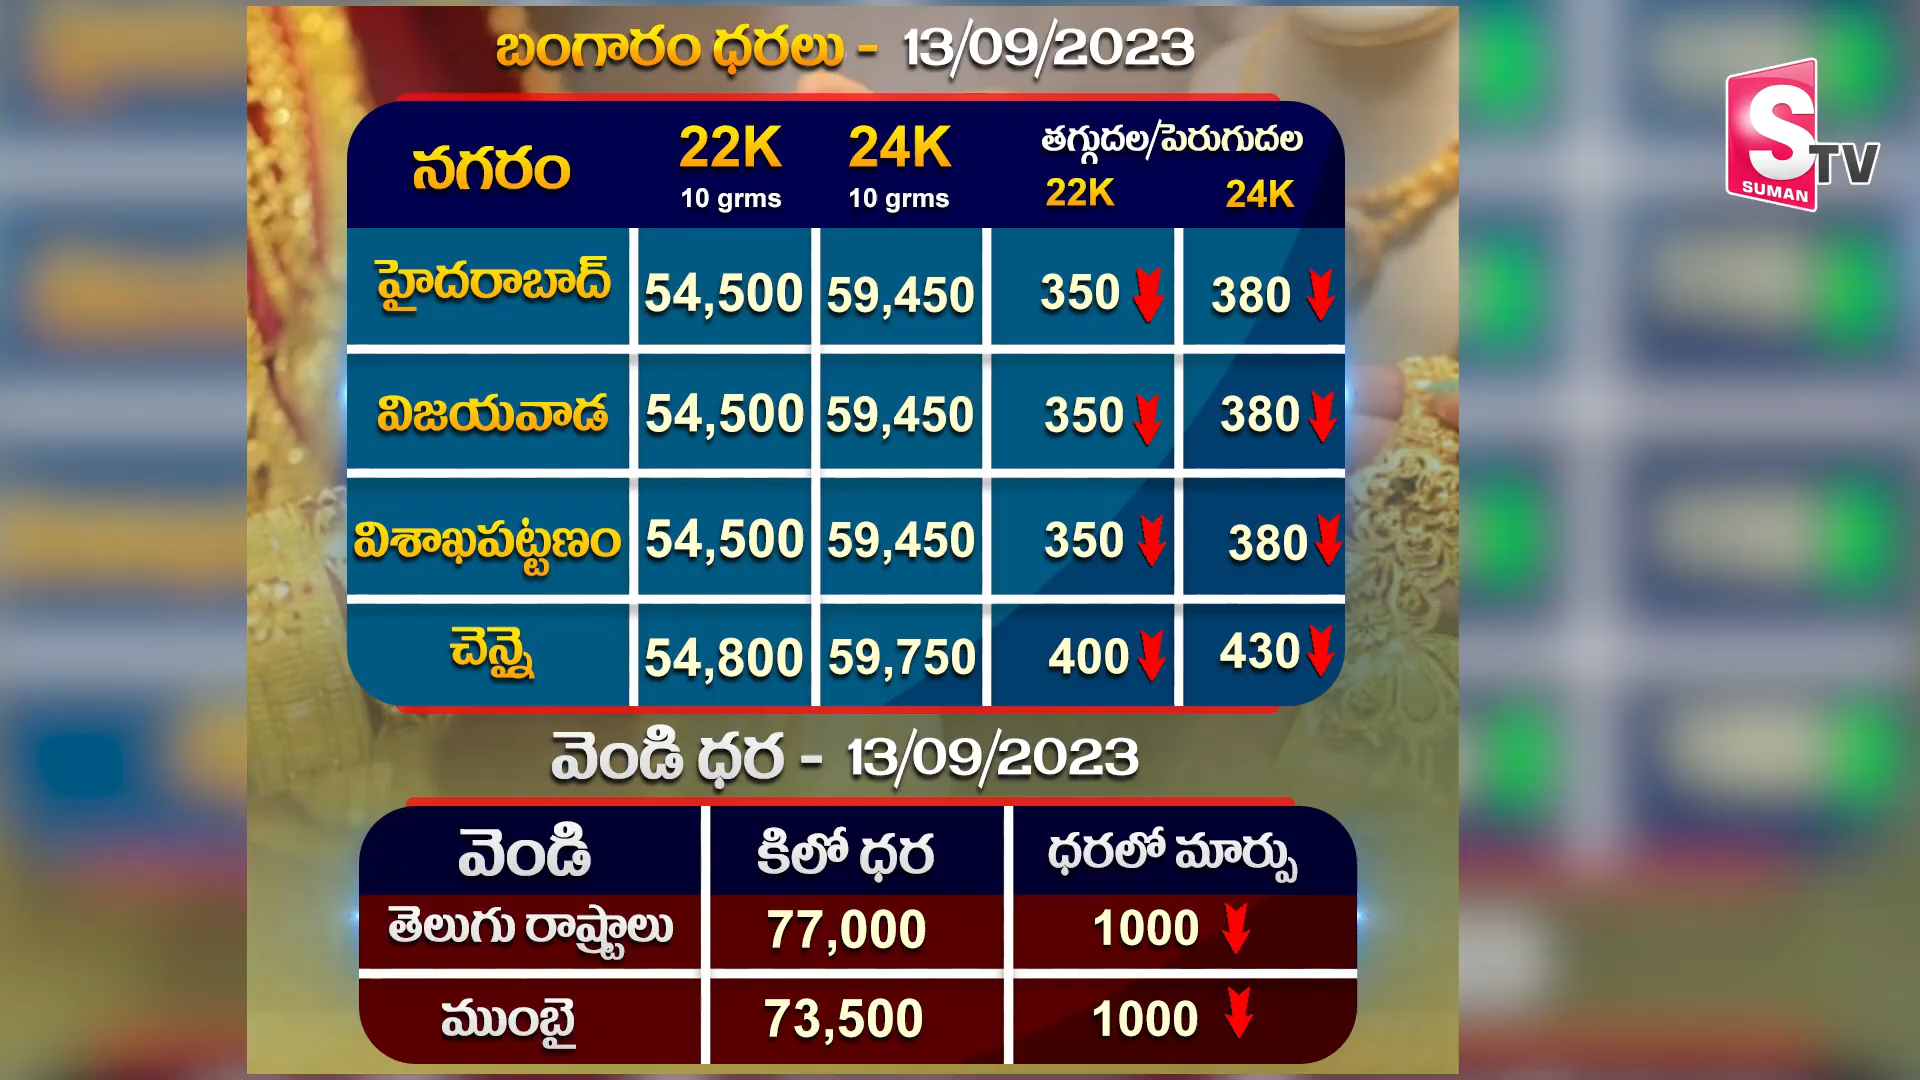 బంగారం ధరలు - 13/09/2023
S TV
SUMAN
నగరం 22K 24K తగ్గుదల/పెరుగుదల
10 grms 10 grms 22K 24K
హైదరాబాద్ 54,500 59,450 350 380
విజయవాడ 54,500 59,450 350 380
విశాఖపట్టణం 54,500 59,450 350 380
చెన్నై 54,800 59,750 400 430
వెండి ధర - 13/09/2023
వెండి కిలో ధర ధరలో మార్పు
తెలుగు రాష్ట్రాలు 77,000 1000
ముంబై 73,500 1000